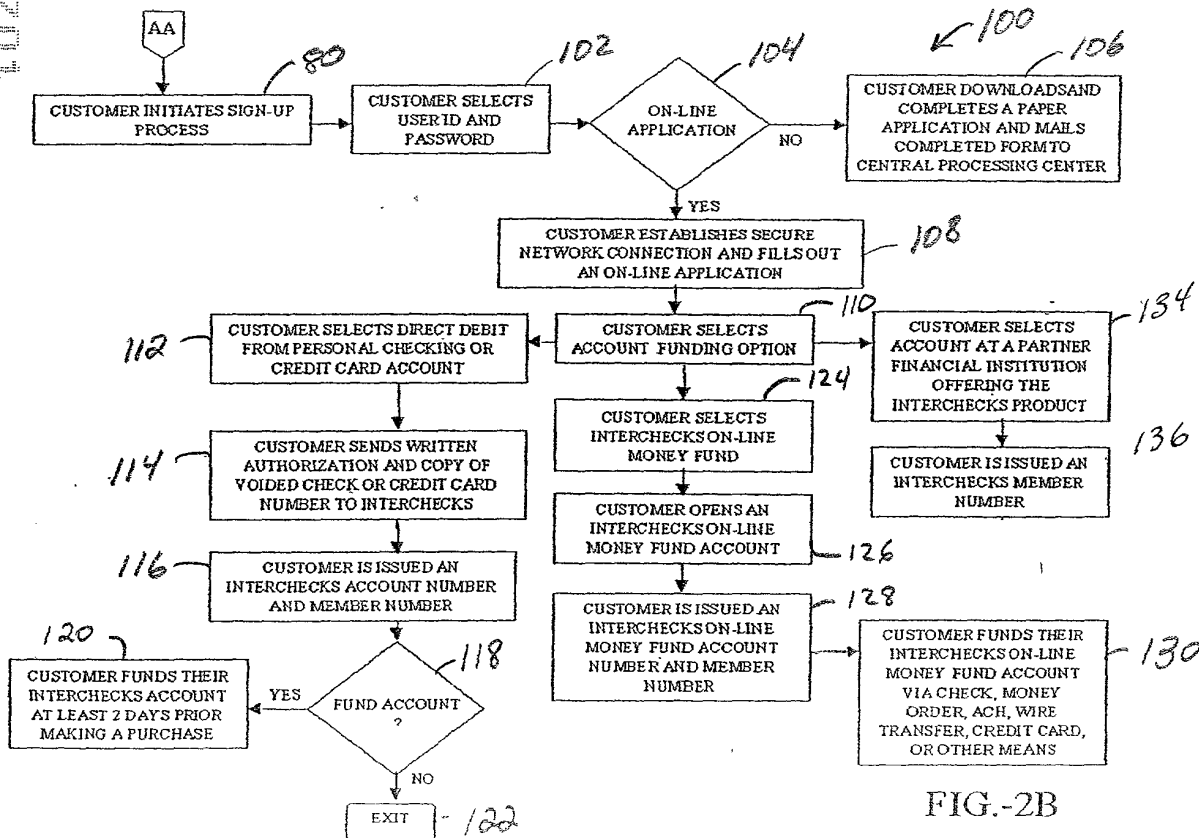 AA
100
80
CUSTOMER INITIATES SIGN-UP
PROCESS
102
CUSTOMER SELECTS
USER ID AND
PASSWORD
104
ON-LINE
APPLICATION
NO
106
CUSTOMER DOWNLOADSAND
COMPLETES A PAPER
APPLICATION AND MAILS
COMPLETED FORM TO
CENTRAL PROCESSING CENTER
YES
108
CUSTOMER ESTABLISHES SECURE
NETWORK CONNECTION AND FILLS OUT
AN ON-LINE APPLICATION
110
CUSTOMER SELECTS
ACCOUNT FUNDING OPTION
112
CUSTOMER SELECTS DIRECT DEBIT
FROM PERSONAL CHECKING OR
CREDIT CARD ACCOUNT
114
CUSTOMER SENDS WRITTEN
AUTHORIZATION AND COPY OF
VOIDED CHECK OR CREDIT CARD
NUMBER TO INTERCHECKS
116
CUSTOMER IS ISSUED AN
INTERCHECKS ACCOUNT NUMBER
AND MEMBER NUMBER
118
FUND ACCOUNT
?
YES
120
CUSTOMER FUNDS THEIR
INTERCHECKS ACCOUNT
AT LEAST 2 DAYS PRIOR
MAKING A PURCHASE
NO
EXIT
122
124
CUSTOMER SELECTS
INTERCHECKS ON-LINE
MONEY FUND
CUSTOMER OPENS AN
INTERCHECKS ON-LINE
MONEY FUND ACCOUNT
126
128
CUSTOMER IS ISSUED AN
INTERCHECKS ON-LINE
MONEY FUND ACCOUNT
NUMBER AND MEMBER
NUMBER
CUSTOMER FUNDS THEIR
INTERCHECKS ON-LINE
MONEY FUND ACCOUNT
VIA CHECK, MONEY
ORDER, ACH, WIRE
TRANSFER, CREDIT CARD,
OR OTHER MEANS
130
134
CUSTOMER SELECTS
ACCOUNT AT A PARTNER
FINANCIAL INSTITUTION
OFFERING THE
INTERCHECKS PRODUCT
136
CUSTOMER IS ISSUED AN
INTERCHECKS MEMBER
NUMBER
FIG.-2B